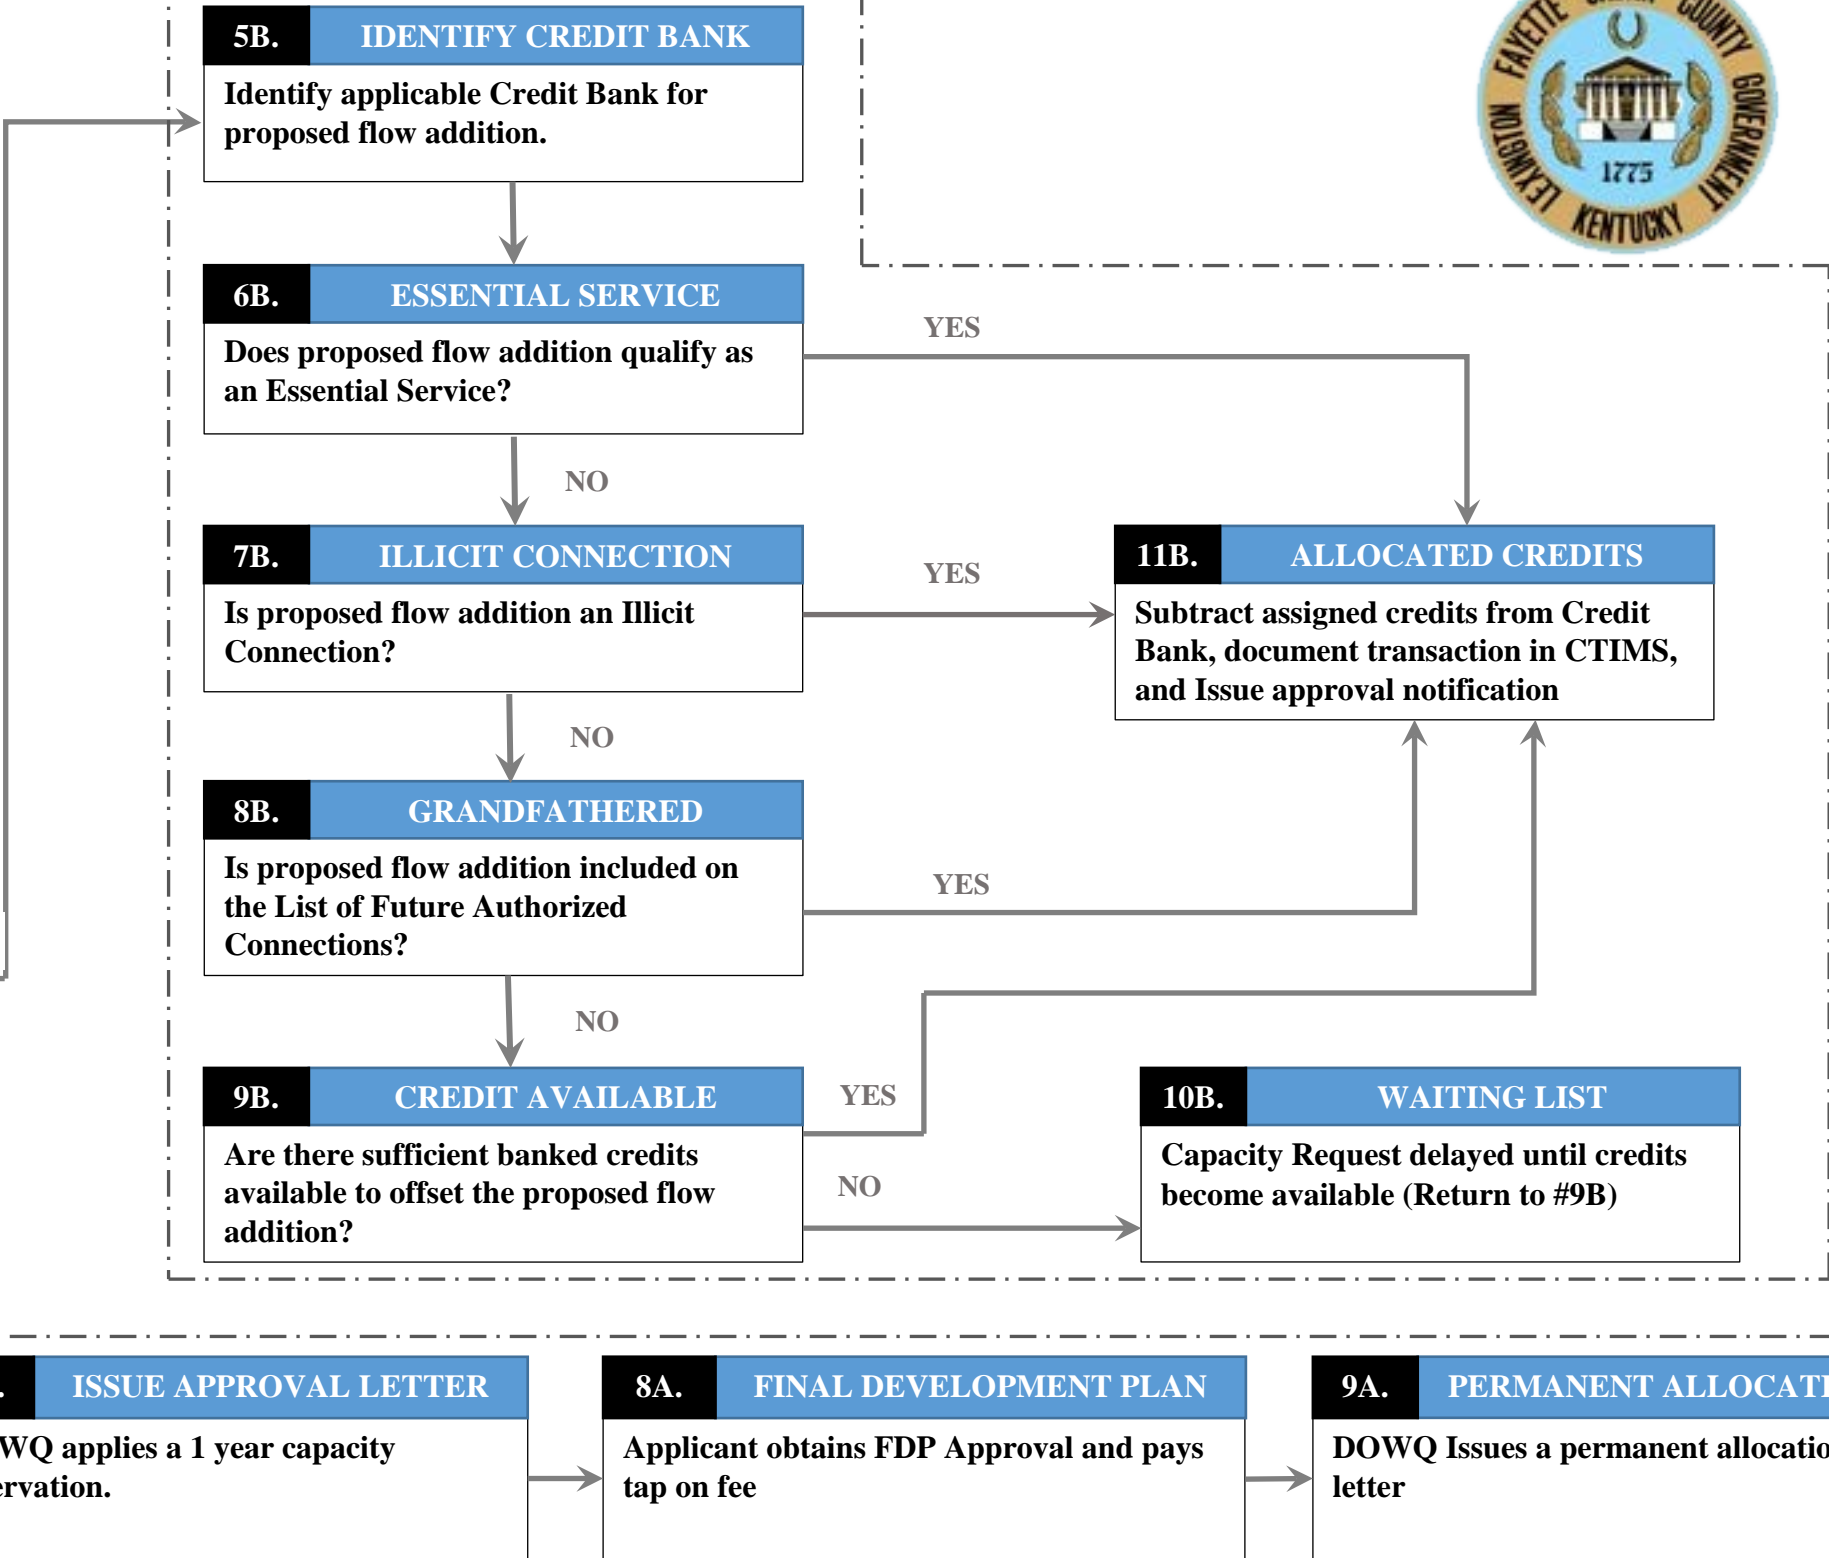 5B. IDENTIFY CREDIT BANK
Identify applicable Credit Bank for
proposed flow addition.
FAYETTE URBAN COUNTY GOVERNMENT
LEXINGTON
1775
KENTUCKY
6B. ESSENTIAL SERVICE
Does proposed flow addition qualify as
an Essential Service?
YES
NO
7B. ILLICIT CONNECTION
Is proposed flow addition an Illicit
Connection?
YES
11B. ALLOCATED CREDITS
Subtract assigned credits from Credit
Bank, document transaction in CTIMS,
and Issue approval notification
NO
8B. GRANDFATHERED
Is proposed flow addition included on
the List of Future Authorized
Connections?
YES
NO
9B. CREDIT AVAILABLE
Are there sufficient banked credits
available to offset the proposed flow
addition?
YES
NO
10B. WAITING LIST
Capacity Request delayed until credits
become available (Return to #9B)
. ISSUE APPROVAL LETTER
WQ applies a 1 year capacity
ervation.
8A. FINAL DEVELOPMENT PLAN
Applicant obtains FDP Approval and pays
tap on fee
9A. PERMANENT ALLOCATI
DOWQ Issues a permanent allocatio
letter